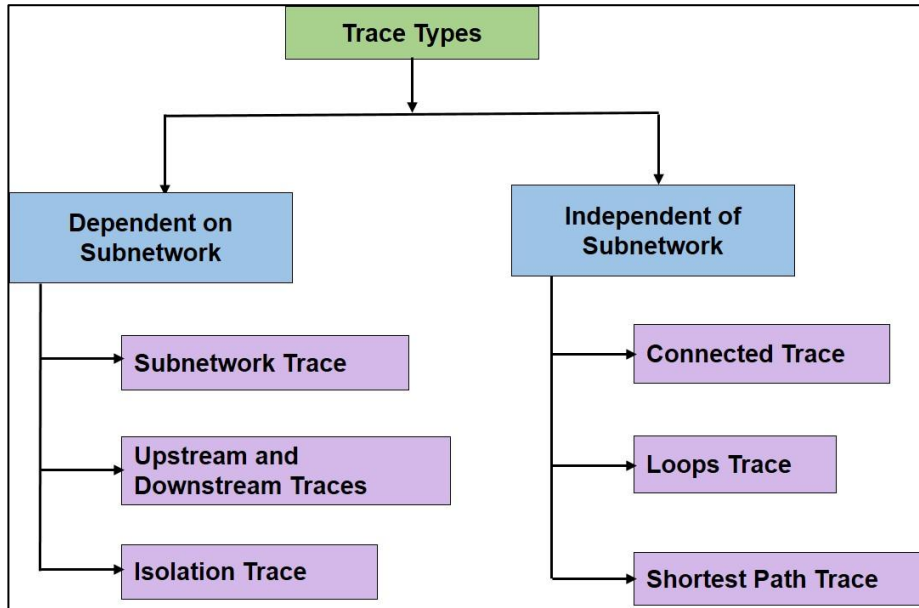 Trace Types
Dependent on
Subnetwork
Independent of
Subnetwork
Subnetwork Trace
Upstream and
Downstream Traces
Isolation Trace
Connected Trace
Loops Trace
Shortest Path Trace